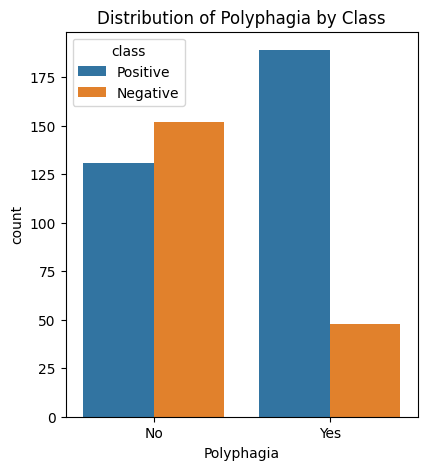 Distribution of Polyphagia by Class
class
Positive
Negative
175
150
125
100
75
50
25
0
count
No
Yes
Polyphagia